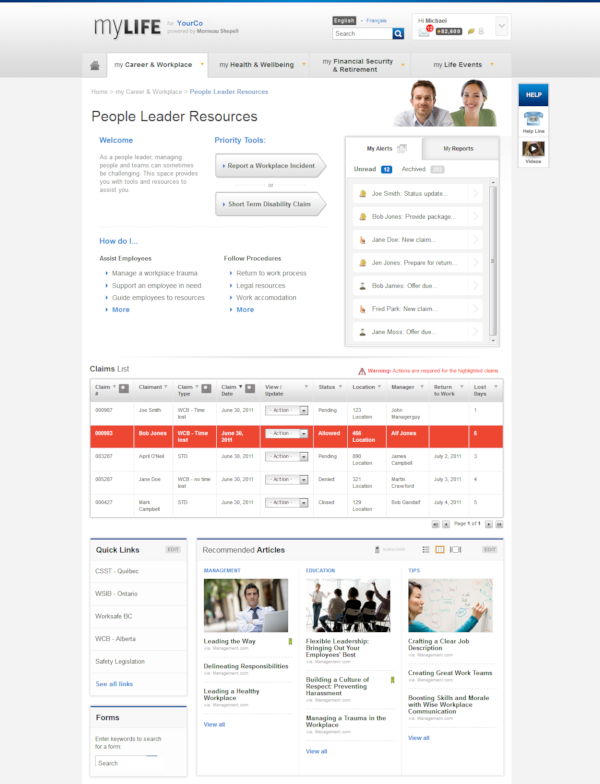 myLIFE for YourCo
powered by Morneau Shepell
English • Français
Search
Hi Michael
12 +82,600
my Career & Workplace
my Health & Wellbeing
my Financial Security & Retirement
my Life Events
Home > my Career & Workplace > People Leader Resources
People Leader Resources
HELP
Help Line
Videos
Welcome
As a people leader, managing
people and teams can sometimes
be challenging. This space provides
you with tools and resources to
assist you.
Priority Tools:
Report a Workplace Incident
or
Short Term Disability Claim
My Alerts
My Reports
Unread 12 Archived
Joe Smith: Status update...
Bob Jones: Provide package...
Jane Doe: New claim...
Jen Jones: Prepare for return...
Bob James: Offer due...
Fred Park: New claim...
Jane Moss: Offer due...
How do I...
Assist Employees
Manage a workplace trauma
Support an employee in need
Guide employees to resources
More
Follow Procedures
Return to work process
Legal resources
Work accomodation
More
Claims List
Warning: Actions are required for the highlighted claims
Claim # Claimant Claim Type Claim Date View / Update Status Location Manager Return to Work Lost Days
000987 Joe Smith WCB - Time lost June 30, 2011 - Action - Pending 123 Location John Managerguy 1
000983 Bob Jones WCB - Time lost June 30, 2011 - Action - Allowed 456 Location Alf Jones 6
003287 April O'Neil STD June 30, 2011 - Action - Pending 890 Location James Campbell July 2, 2011 3
005287 Jane Doe WCB - no time lost June 30, 2011 - Action - Denied 321 Location Martin Crawford July 3, 2011 4
000427 Mark Campbell STD June 30, 2011 - Action - Closed 129 Location Bob Gandalf July 4, 2011 5
Page 1 of 1
Quick Links EDIT
CSST - Québec
WSIB - Ontario
Worksafe BC
WCB - Alberta
Safety Legislation
See all links
Forms
Enter keywords to search
for a form:
Search
Recommended Articles
EDIT
MANAGEMENT
Leading the Way
via Management.com
Delineating Responsibilities
via Management.com
Leading a Healthy
Workplace
via Management.com
View all
EDUCATION
Flexible Leadership:
Bringing Out Your
Employees' Best
via Management.com
Building a Culture of
Respect: Preventing
Harassment
via Management.com
Managing a Trauma in the
Workplace
via Management.com
View all
TIPS
Crafting a Clear Job
Description
via Management.com
Creating Great Work Teams
via Management.com
Boosting Skills and Morale
with Wise Workplace
Communication
via Management.com
View all